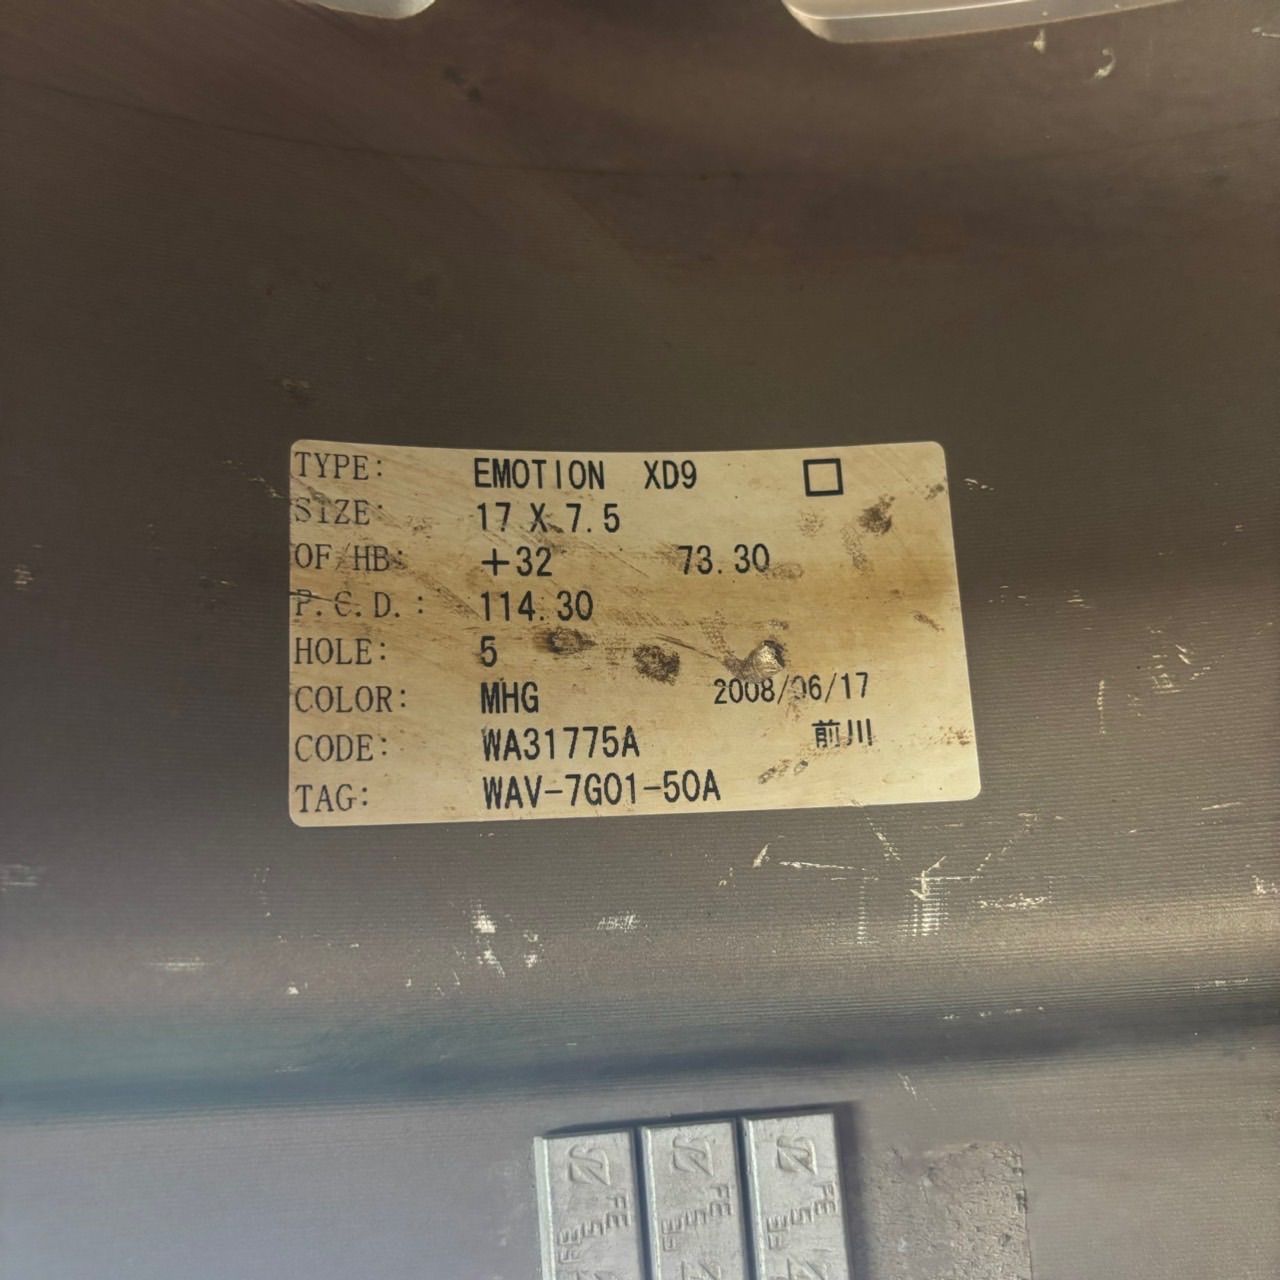 TYPE: EMOTION XD9 □
SIZE: 17 X 7.5
OF/HB: +32 73.30
P.C.D.: 114.30
HOLE: 5
COLOR: MHG 2008/06/17
CODE: WA31775A 前川
TAG: WAV-7G01-50A
FE
FE
FE